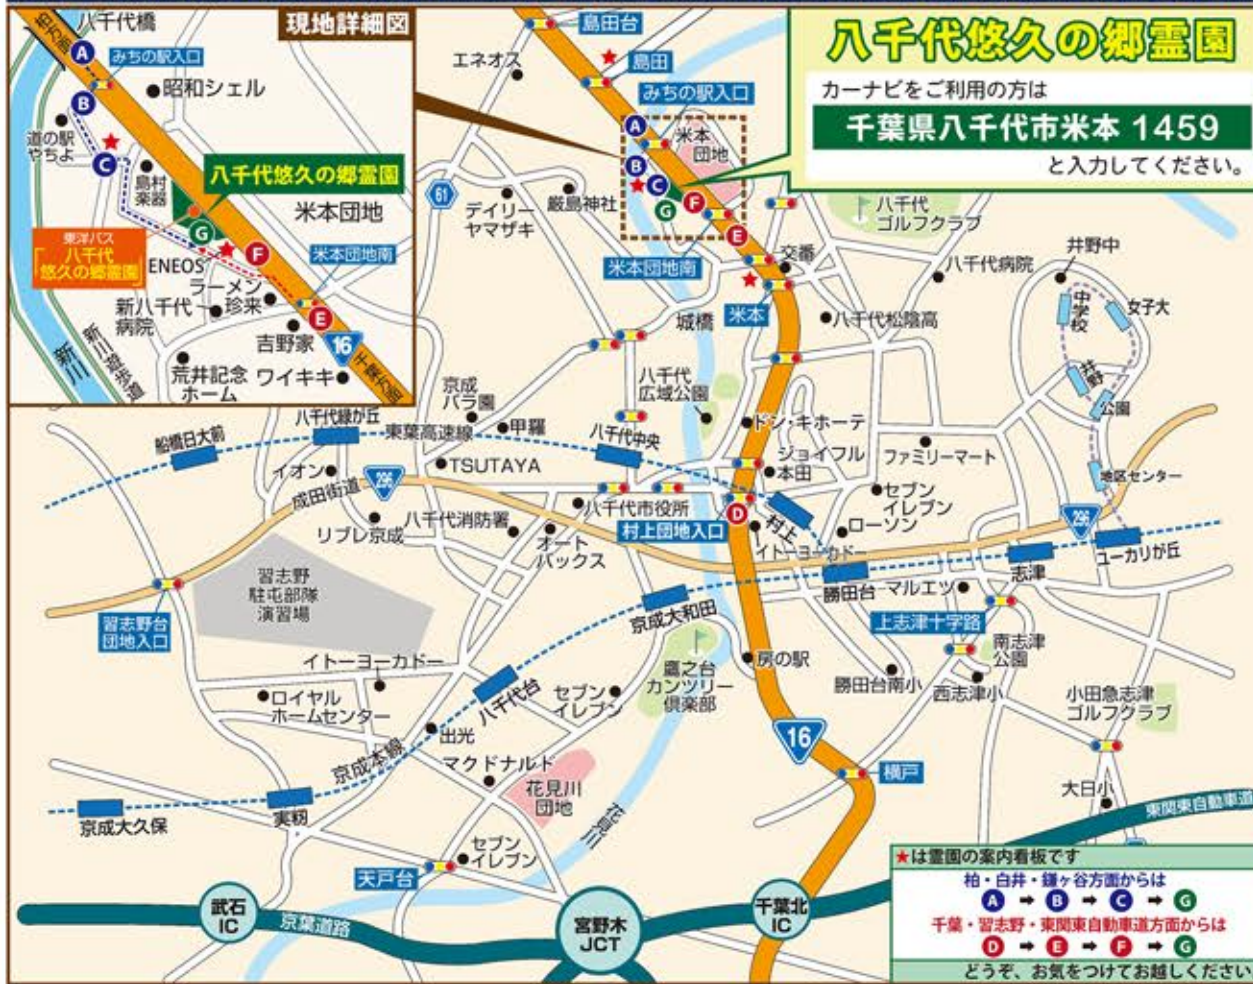 現地詳細図
八千代橋
柏方面
A
みちの駅入口
昭和シェル
B
道の駅
やちよ
C
島村
楽器
八千代悠久の郷霊園
米本団地
東洋バス
八千代
悠久の郷霊園
G
F
ENEOS
米本団地南
ラーメン
珍来
新八千代
病院
E
吉野家
16
新川
新川遊歩道
荒井記念
ホーム
ワイキキ
千葉方面
八千代悠久の郷霊園
カーナビをご利用の方は
千葉県八千代市米本 1459
と入力してください。
島田台
エネオス
島田
みちの駅入口
A
米本
団地
B
C
F
G
61
デイリー
ヤマザキ
厳島神社
E
米本団地南
交番
八千代
ゴルフクラブ
八千代病院
井野中
中学校
女子大
城橋
米本
八千代松陰高
井野
公園
八千代
広域公園
京成
バラ園
八千代緑が丘
東葉高速線
甲羅
八千代中央
ドン・キホーテ
船橋日大前
イオン
TSUTAYA
ジョイフル
本田
ファミリーマート
地区センター
成田街道
296
リブレ京成
八千代消防署
八千代市役所
オート
バックス
村上団地入口
D
村上
イトーヨーカドー
セブン
イレブン
ローソン
296
ユーカリが丘
志津
勝田台
マルエツ
習志野
駐屯部隊
演習場
習志野台
団地入口
京成大和田
上志津十字路
南志津
公園
イトーヨーカドー
房の駅
鷹之台
カンツリー
倶楽部
勝田台南小
西志津小
小田急志津
ゴルフクラブ
ロイヤル
ホームセンター
八千代台
セブン
イレブン
出光
京成本線
マクドナルド
花見川
団地
花見川
16
横戸
大日小
京成大久保
実籾
セブン
イレブン
天戸台
東関東自動車道
武石
IC
京葉道路
宮野木
JCT
千葉北
IC
★は霊園の案内看板です
柏・白井・鎌ヶ谷方面からは
A ➡ B ➡ C ➡ G
千葉・習志野・東関東自動車道方面からは
D ➡ E ➡ F ➡ G
どうぞ、お気をつけてお越しください